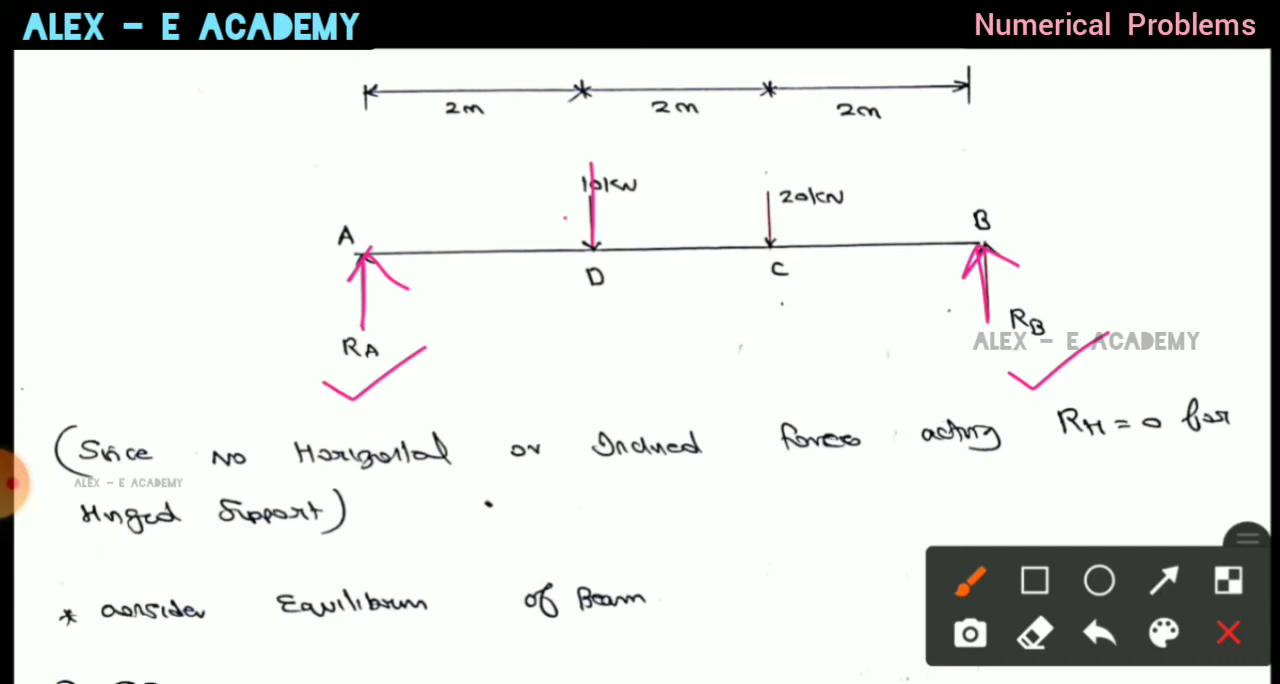 ALEX - E ACADEMY
Numerical Problems
2m
2m
2m
10KN
20KN
A
B
D
C
RA
RB
ALEX - E ACADEMY
(Since NO Horizontal or Inclined forces acting RH = 0 for
ALEX - E ACADEMY
Hinged Support)
* consider Equilibrium of Beam